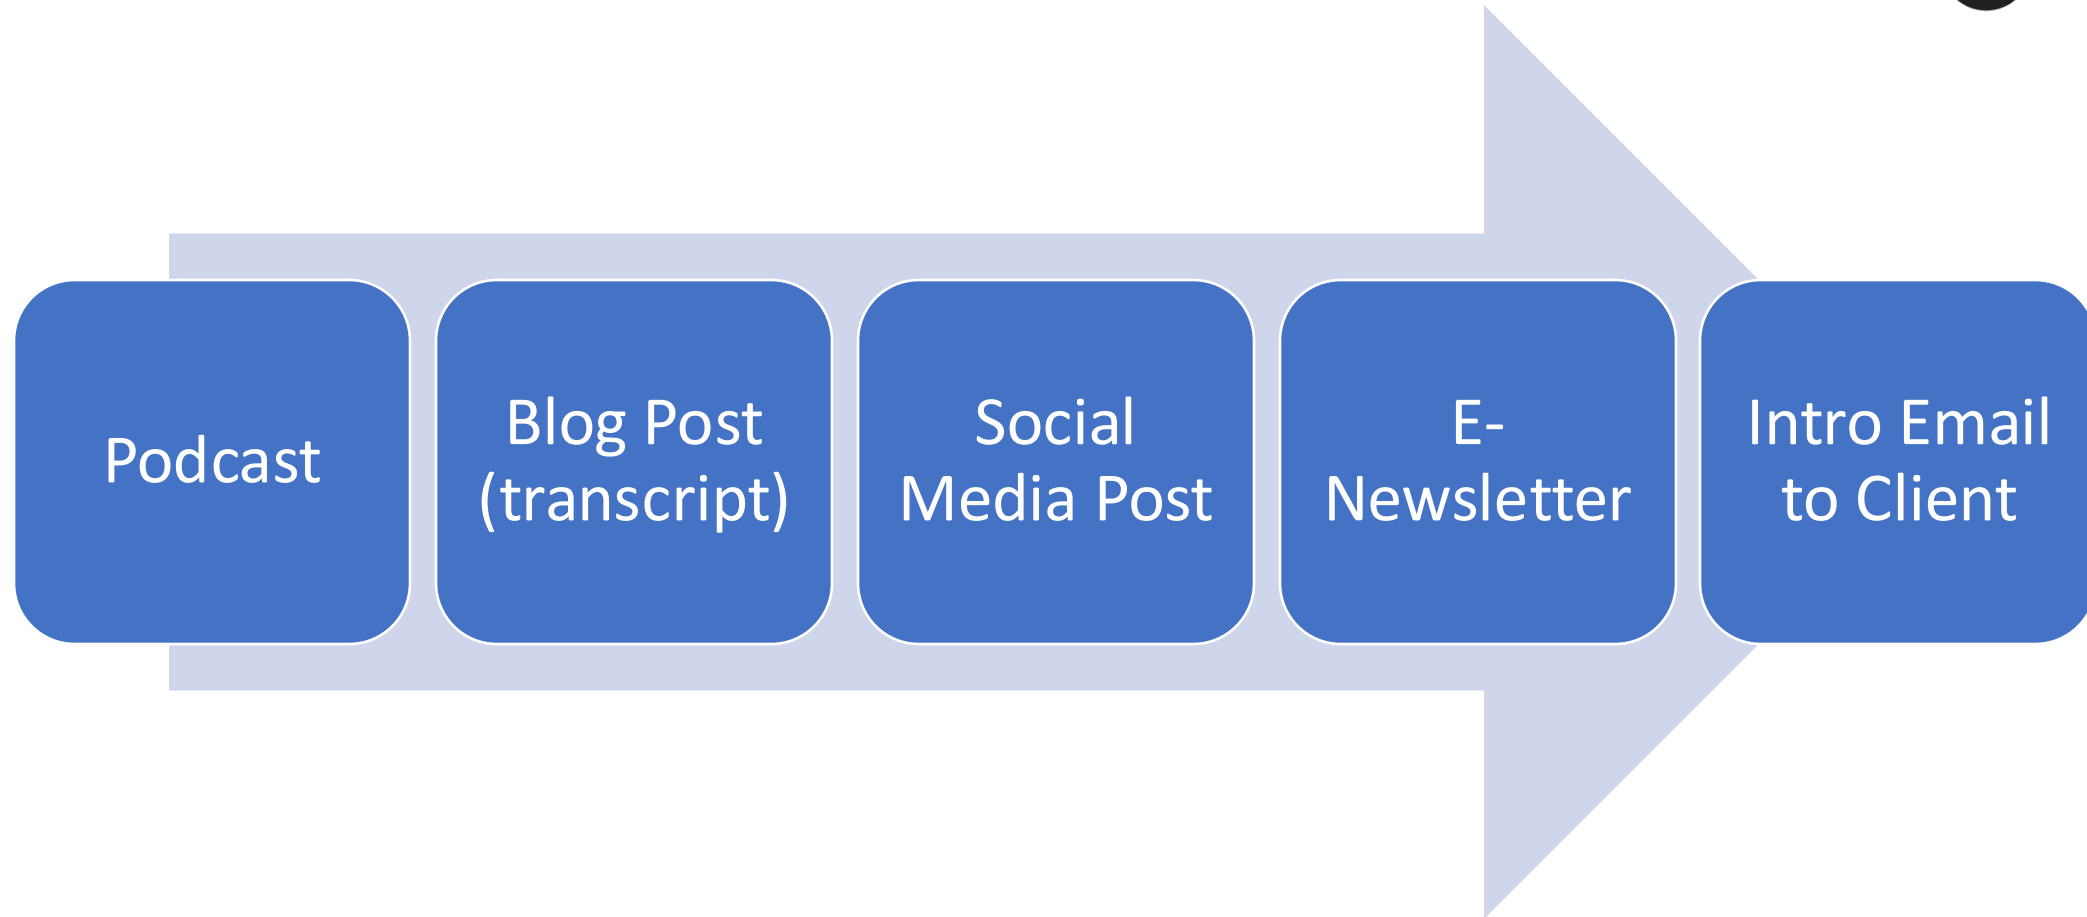 Podcast
Blog Post
(transcript)
Social
Media Post
E-
Newsletter
Intro Email
to Client